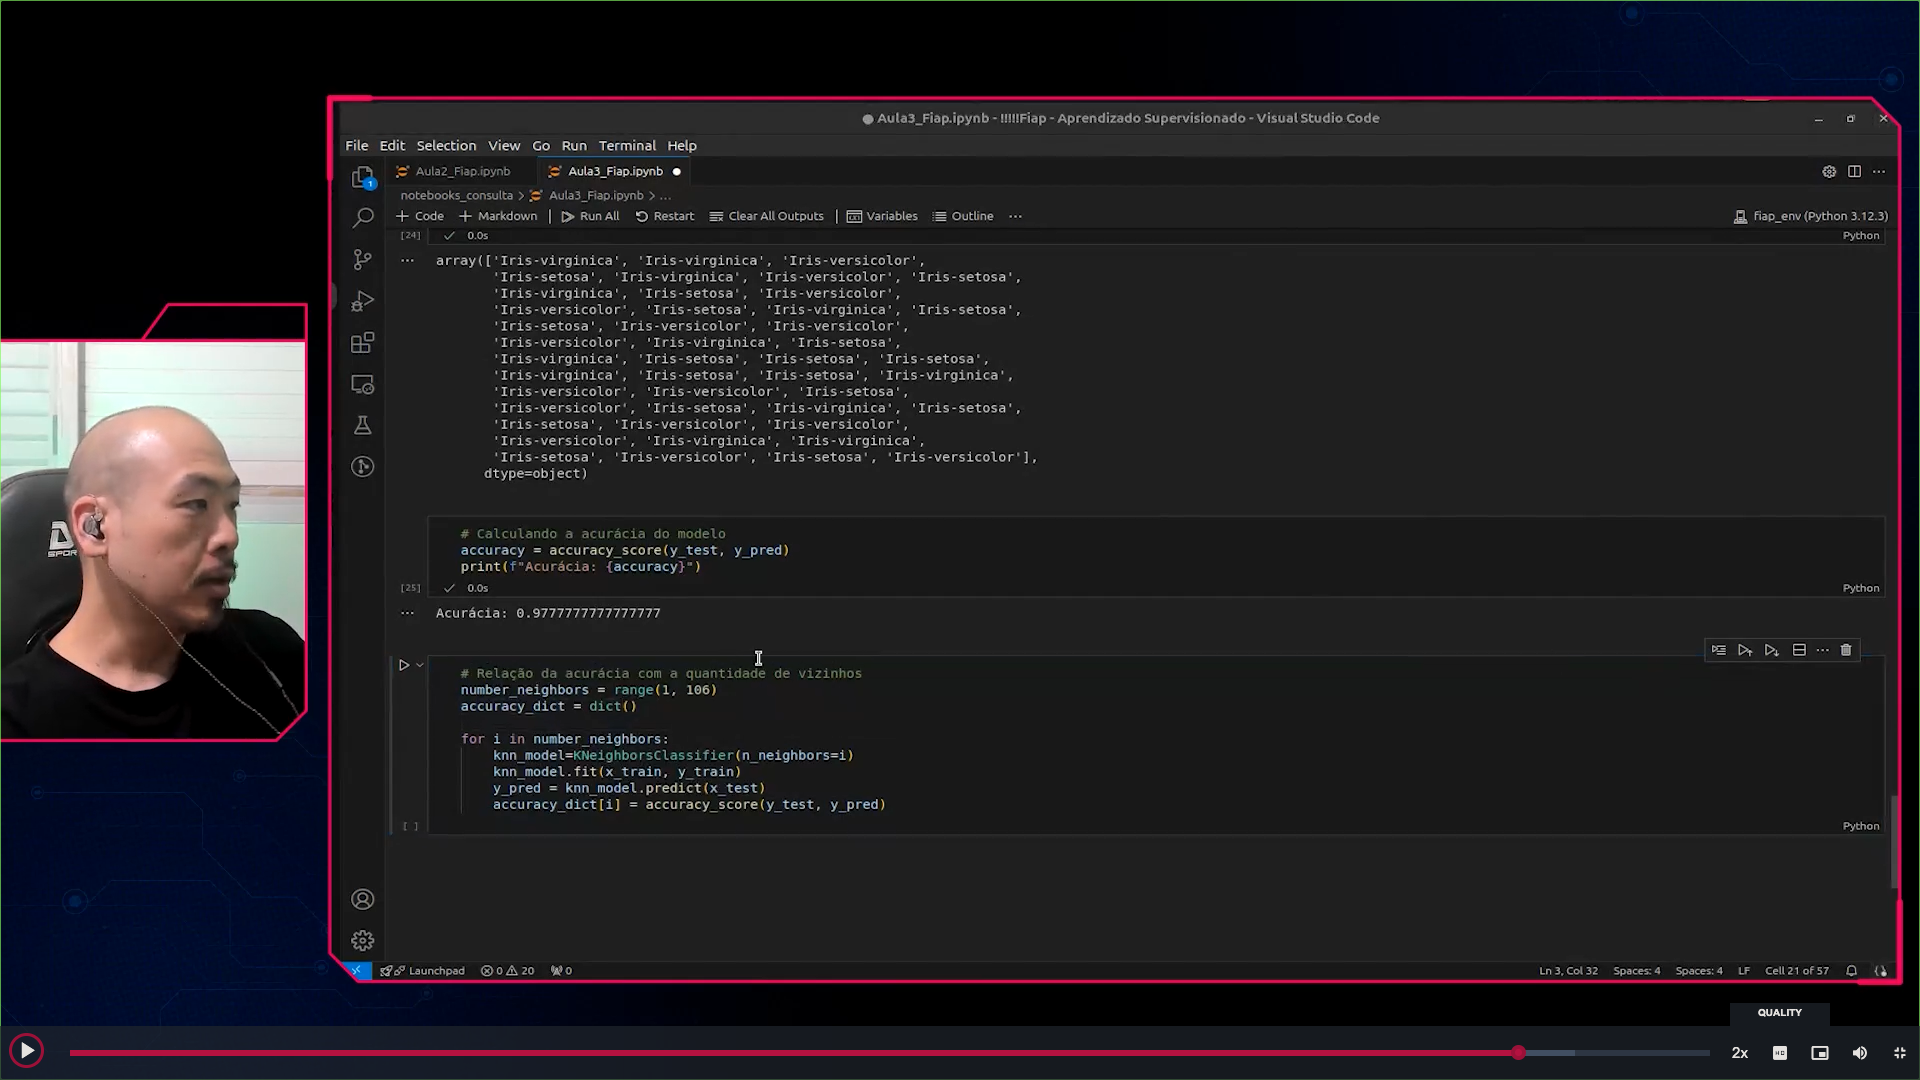 Aula3_Fiap.ipynb - !!!!!Fiap - Aprendizado Supervisionado - Visual Studio Code
File Edit Selection View Go Run Terminal Help
Aula2_Fiap.ipynb Aula3_Fiap.ipynb
notebooks_consulta > Aula3_Fiap.ipynb > ...
Code Markdown Run All Restart Clear All Outputs Variables Outline ... fiap_env (Python 3.12.3)
[24] 0.0s Python
array(['Iris-virginica', 'Iris-virginica', 'Iris-versicolor',
'Iris-setosa', 'Iris-virginica', 'Iris-versicolor', 'Iris-setosa',
'Iris-virginica', 'Iris-setosa', 'Iris-versicolor',
'Iris-versicolor', 'Iris-setosa', 'Iris-virginica', 'Iris-setosa',
'Iris-setosa', 'Iris-versicolor', 'Iris-versicolor',
'Iris-versicolor', 'Iris-virginica', 'Iris-setosa',
'Iris-virginica', 'Iris-setosa', 'Iris-setosa', 'Iris-setosa',
'Iris-virginica', 'Iris-setosa', 'Iris-setosa', 'Iris-virginica',
'Iris-versicolor', 'Iris-versicolor', 'Iris-setosa',
'Iris-versicolor', 'Iris-setosa', 'Iris-virginica', 'Iris-setosa',
'Iris-setosa', 'Iris-versicolor', 'Iris-versicolor',
'Iris-versicolor', 'Iris-virginica', 'Iris-virginica',
'Iris-setosa', 'Iris-versicolor', 'Iris-setosa', 'Iris-versicolor'],
dtype=object)
# Calculando a acurácia do modelo
accuracy = accuracy_score(y_test, y_pred)
print(f"Acurácia: {accuracy}")
[25] 0.0s Python
Acurácia: 0.9777777777777777
# Relação da acurácia com a quantidade de vizinhos
number_neighbors = range(1, 106)
accuracy_dict = dict()
for i in number_neighbors:
knn_model=KNeighborsClassifier(n_neighbors=i)
knn_model.fit(x_train, y_train)
y_pred = knn_model.predict(x_test)
accuracy_dict[i] = accuracy_score(y_test, y_pred)
[ ] Python
Launchpad 0 20 0 Ln 3, Col 32 Spaces: 4 Spaces: 4 LF Cell 21 of 57
QUALITY
2x